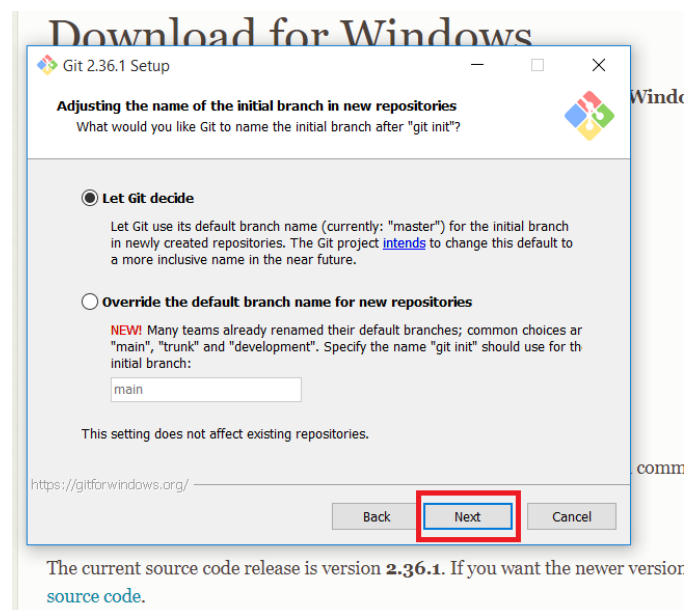 Download for Windows
Git 2.36.1 Setup
Windo
Adjusting the name of the initial branch in new repositories
What would you like Git to name the initial branch after "git init"?
Let Git decide
Let Git use its default branch name (currently: "master") for the initial branch
in newly created repositories. The Git project intends to change this default to
a more inclusive name in the near future.
Override the default branch name for new repositories
NEW! Many teams already renamed their default branches; common choices ar
"main", "trunk" and "development". Specify the name "git init" should use for th
initial branch:
main
This setting does not affect existing repositories.
comm
https://gitforwindows.org/
Back
Next
Cancel
The current source code release is version 2.36.1. If you want the newer version
source code.